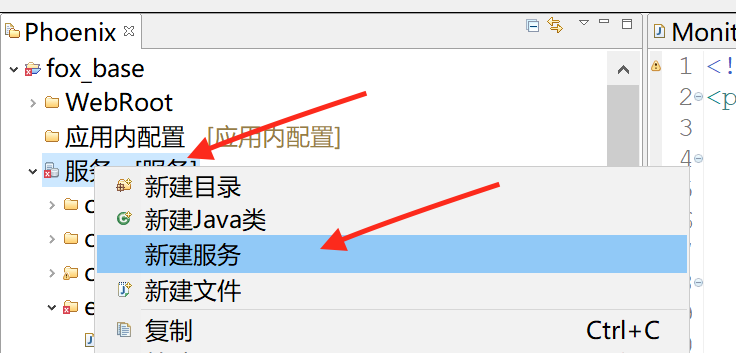 Phoenix
Monit
fox_base
WebRoot
应用内配置 [应用内配置]
服务 [服务]
新建目录
新建Java类
新建服务
新建文件
复制 Ctrl+C
1 <!
2 <p
3
4